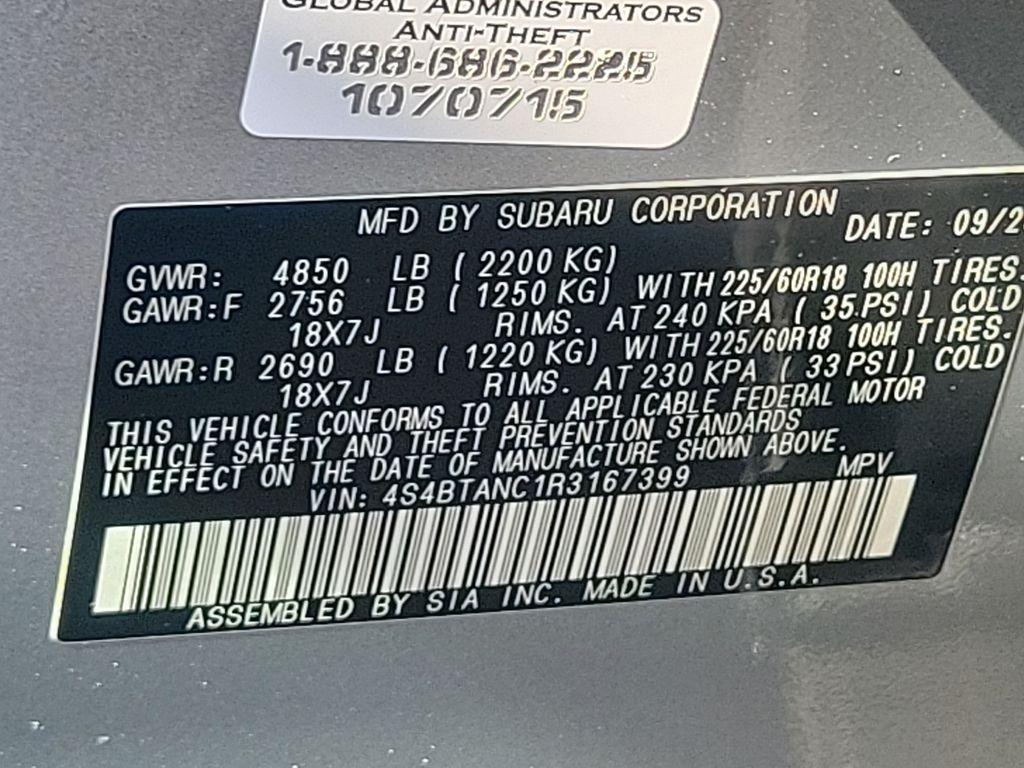 GLOBAL ADMINISTRATORS
ANTI-THEFT
1-888-686-2225
1070715
MFD BY SUBARU CORPORATION
DATE: 09/2
GVWR: 4850 LB ( 2200 KG)
GAWR:F 2756 LB ( 1250 KG) WITH 225/60R18 100H TIRES.
18X7J RIMS. AT 240 KPA ( 35 PSI) COLD
GAWR:R 2690 LB ( 1220 KG) WITH 225/60R18 100H TIRES.
18X7J RIMS. AT 230 KPA ( 33 PSI) COLD
THIS VEHICLE CONFORMS TO ALL APPLICABLE FEDERAL MOTOR
VEHICLE SAFETY AND THEFT PREVENTION STANDARDS
IN EFFECT ON THE DATE OF MANUFACTURE SHOWN ABOVE.
VIN: 4S4BTANC1R3167399 MPV
ASSEMBLED BY SIA INC. MADE IN U.S.A.